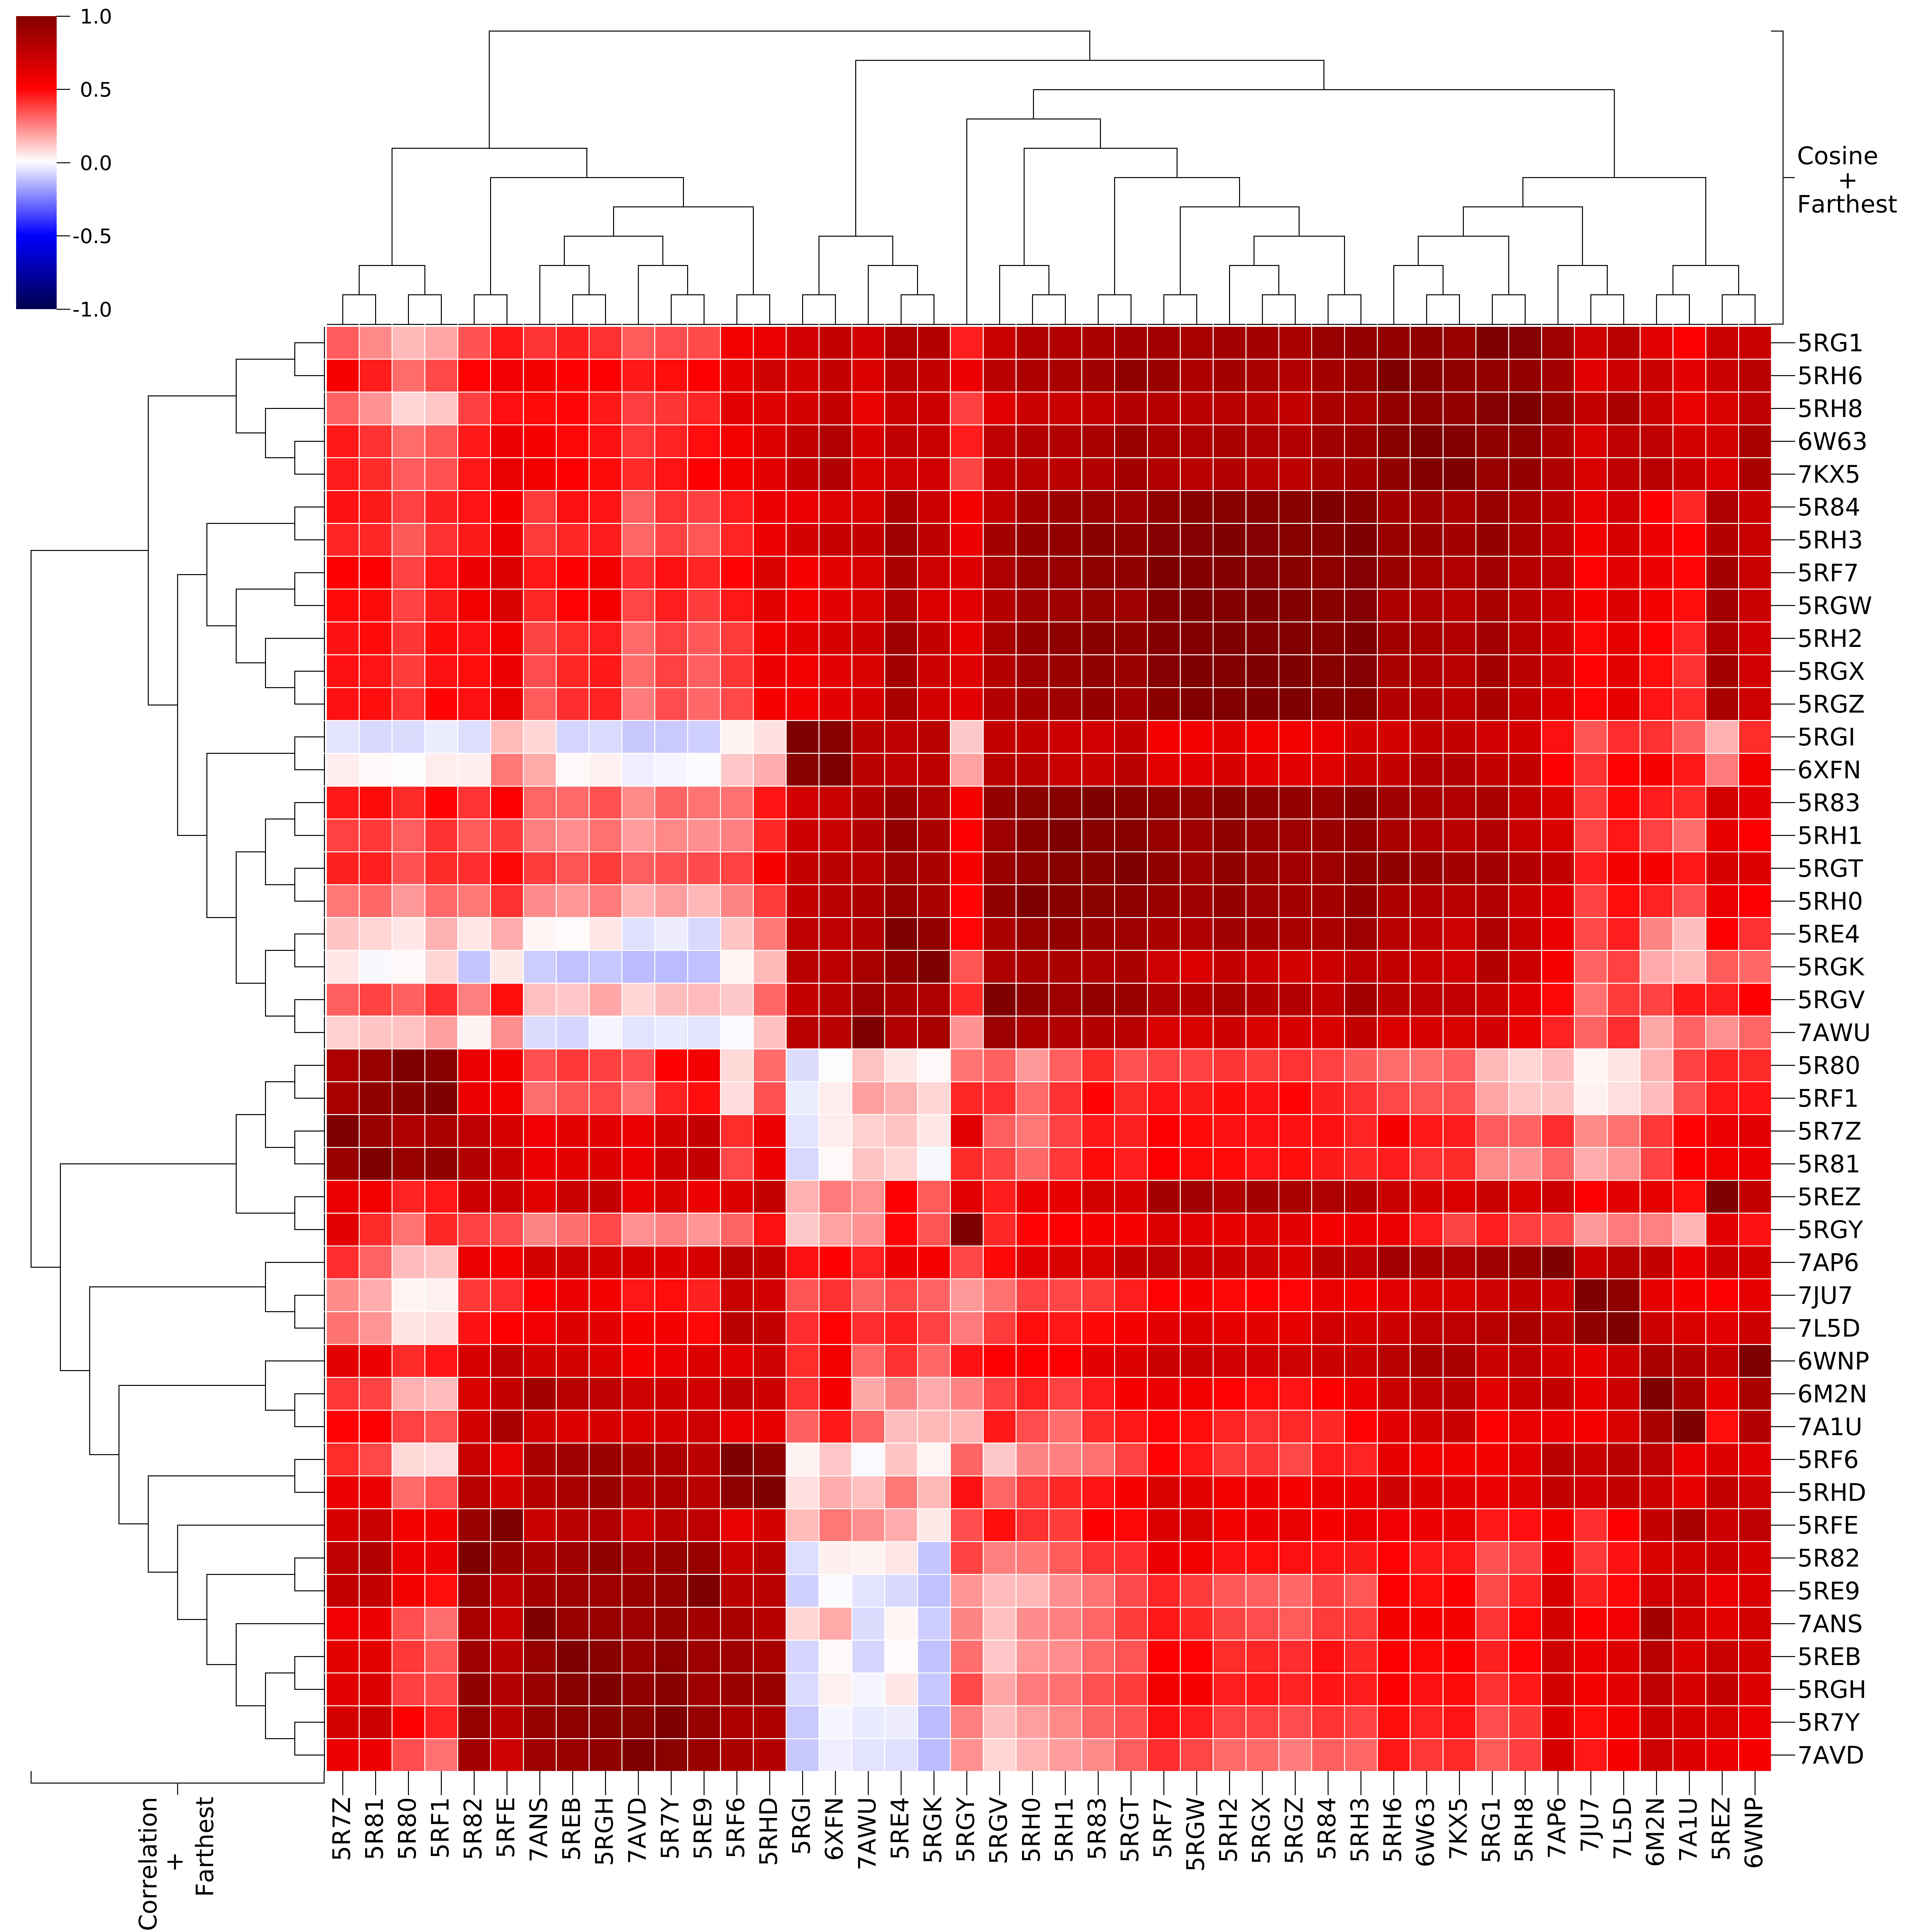 1.0
0.5
0.0
-0.5
-1.0
Cosine
+
Farthest
5RG1
5RH6
5RH8
6W63
7KX5
5R84
5RH3
5RF7
5RGW
5RH2
5RGX
5RGZ
5RGI
6XFN
5R83
5RH1
5RGT
5RH0
5RE4
5RGK
5RGV
7AWU
5R80
5RF1
5R7Z
5R81
5REZ
5RGY
7AP6
7JU7
7L5D
6WNP
6M2N
7A1U
5RF6
5RHD
5RFE
5R82
5RE9
7ANS
5REB
5RGH
5R7Y
7AVD
Correlation
+
Farthest
5R7Z
5R81
5R80
5RF1
5R82
5RFE
7ANS
5REB
5RGH
7AVD
5R7Y
5RE9
5RF6
5RHD
5RGI
6XFN
7AWU
5RE4
5RGK
5RGY
5RGV
5RH0
5RH1
5R83
5RGT
5RF7
5RGW
5RH2
5RGX
5RGZ
5R84
5RH3
5RH6
6W63
7KX5
5RG1
5RH8
7AP6
7JU7
7L5D
6M2N
7A1U
5REZ
6WNP